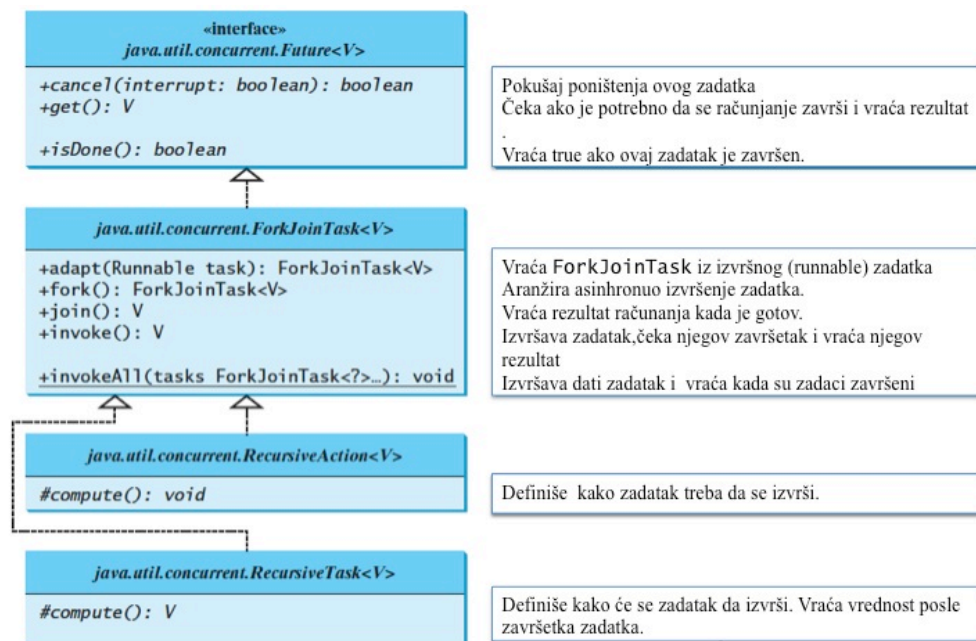 «interface»
java.util.concurrent.Future<V>
+cancel(interrupt: boolean): boolean
+get(): V
+isDone(): boolean
Pokušaj poništenja ovog zadatka
Čeka ako je potrebno da se računjanje završi i vraća rezultat
.
Vraća true ako ovaj zadatak je završen.
java.util.concurrent.ForkJoinTask<V>
+adapt(Runnable task): ForkJoinTask<V>
+fork(): ForkJoinTask<V>
+join(): V
+invoke(): V
+invokeAll(tasks ForkJoinTask<?>…): void
Vraća ForkJoinTask iz izvršnog (runnable) zadatka
Aranžira asinhronuo izvršenje zadatka.
Vraća rezultat računanja kada je gotov.
Izvršava zadatak,čeka njegov završetak i vraća njegov
rezultat
Izvršava dati zadatak i vraća kada su zadaci završeni
java.util.concurrent.RecursiveAction<V>
#compute(): void
Definiše kako zadatak treba da se izvrši.
java.util.concurrent.RecursiveTask<V>
#compute(): V
Definiše kako će se zadatak da izvrši. Vraća vrednost posle
završetka zadatka.